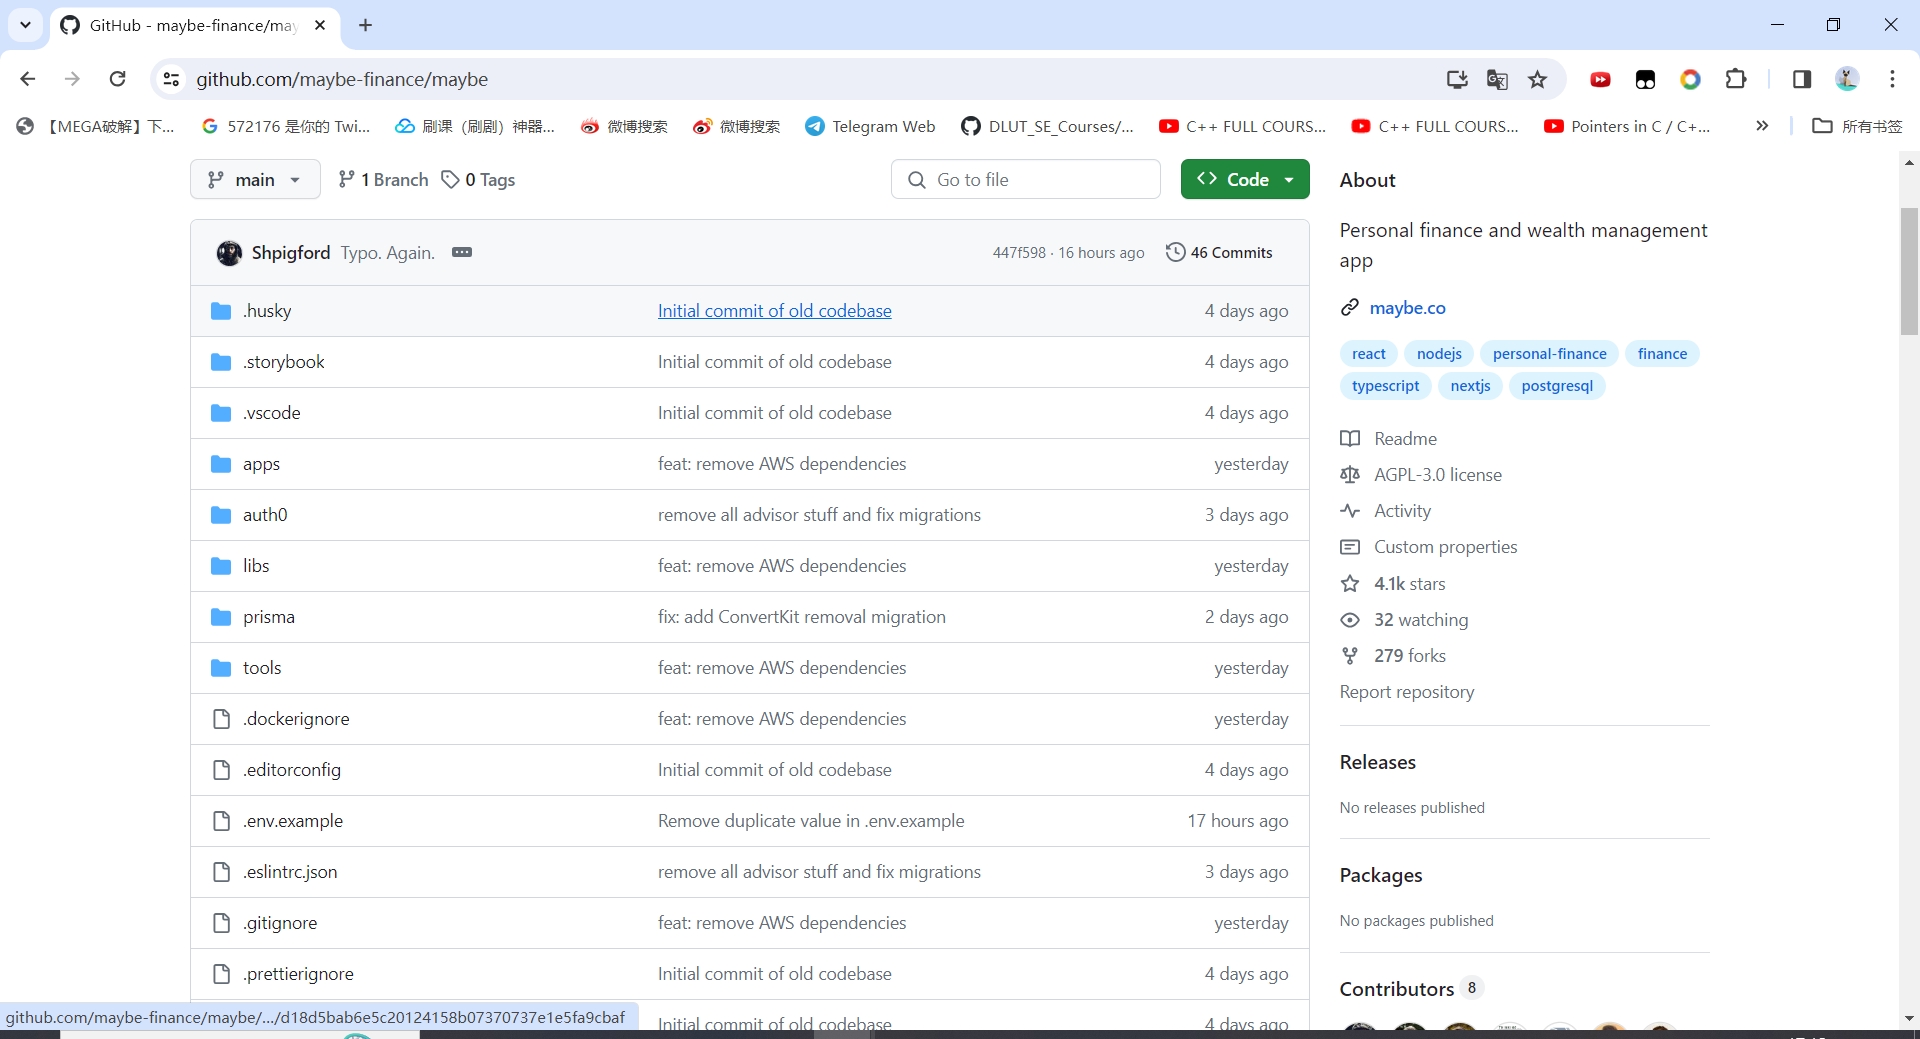 GitHub - maybe-finance/may
github.com/maybe-finance/maybe
【MEGA破解】下...
572176 是你的 Twi...
刷课（刷剧）神器...
微博搜索
微博搜索
Telegram Web
DLUT_SE_Courses/...
C++ FULL COURS...
C++ FULL COURS...
Pointers in C / C+...
所有书签
main
1 Branch
0 Tags
Go to file
Code
Shpigford Typo. Again.
447f598 · 16 hours ago
46 Commits
.husky Initial commit of old codebase 4 days ago
.storybook Initial commit of old codebase 4 days ago
.vscode Initial commit of old codebase 4 days ago
apps feat: remove AWS dependencies yesterday
auth0 remove all advisor stuff and fix migrations 3 days ago
libs feat: remove AWS dependencies yesterday
prisma fix: add ConvertKit removal migration 2 days ago
tools feat: remove AWS dependencies yesterday
.dockerignore feat: remove AWS dependencies yesterday
.editorconfig Initial commit of old codebase 4 days ago
.env.example Remove duplicate value in .env.example 17 hours ago
.eslintrc.json remove all advisor stuff and fix migrations 3 days ago
.gitignore feat: remove AWS dependencies yesterday
.prettierignore Initial commit of old codebase 4 days ago
Initial commit of old codebase 4 days ago
About
Personal finance and wealth management
app
maybe.co
react nodejs personal-finance finance
typescript nextjs postgresql
Readme
AGPL-3.0 license
Activity
Custom properties
4.1k stars
32 watching
279 forks
Report repository
Releases
No releases published
Packages
No packages published
Contributors 8
github.com/maybe-finance/maybe/.../d18d5bab6e5c20124158b07370737e1e5fa9cbaf